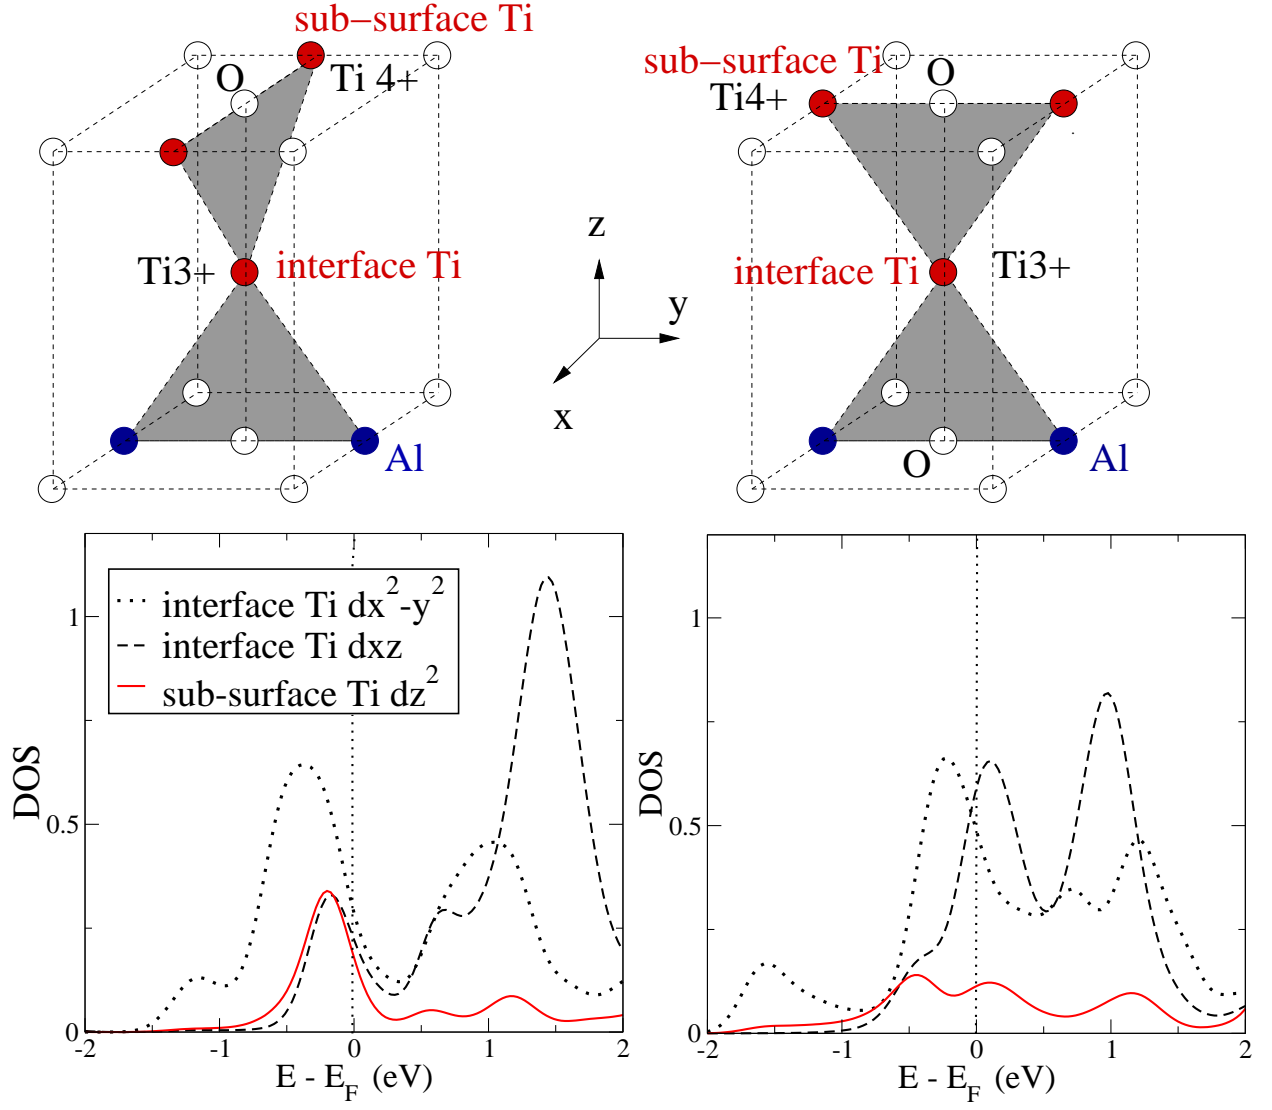 sub-surface Ti
O
Ti 4+
Ti3+
interface Ti
Al
z
y
x
sub-surface Ti
O
Ti4+
interface Ti
Ti3+
O
Al
interface Ti dx²-y²
interface Ti dxz
sub-surface Ti dz²
1
0.5
0
DOS
-2
-1
0
1
2
E - E_F (eV)
1
0.5
0
DOS
-2
-1
0
1
2
E - E_F (eV)